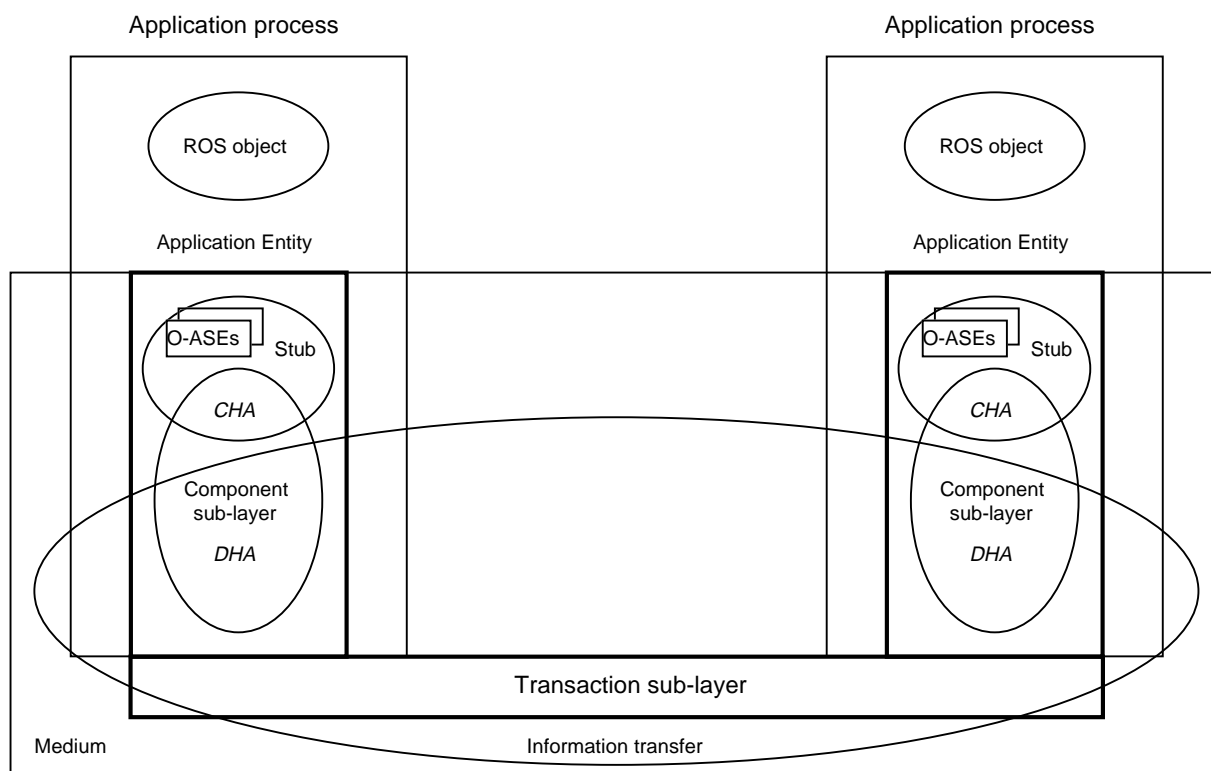 Application process
Application process
ROS object
ROS object
Application Entity
Application Entity
O-ASEs
Stub
O-ASEs
Stub
CHA
CHA
Component
sub-layer
Component
sub-layer
DHA
DHA
Transaction sub-layer
Medium
Information transfer